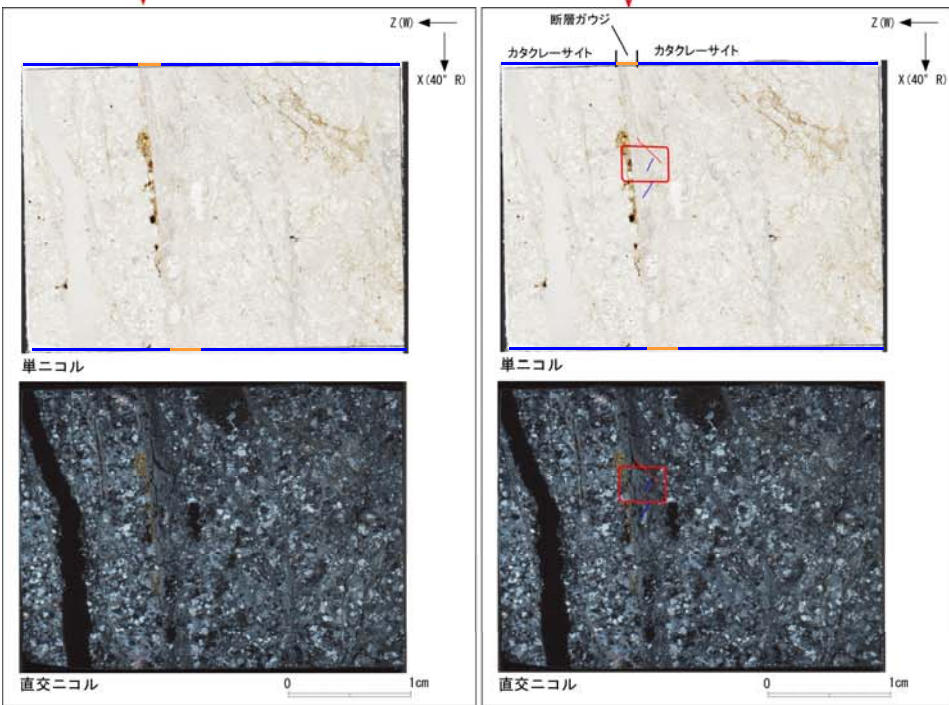 Z(W)
X(40° R)
単ニコル
直交ニコル
0 1cm
断層ガウジ
カタクレーサイト カタクレーサイト
Z(W)
X(40° R)
単ニコル
直交ニコル
0 1cm